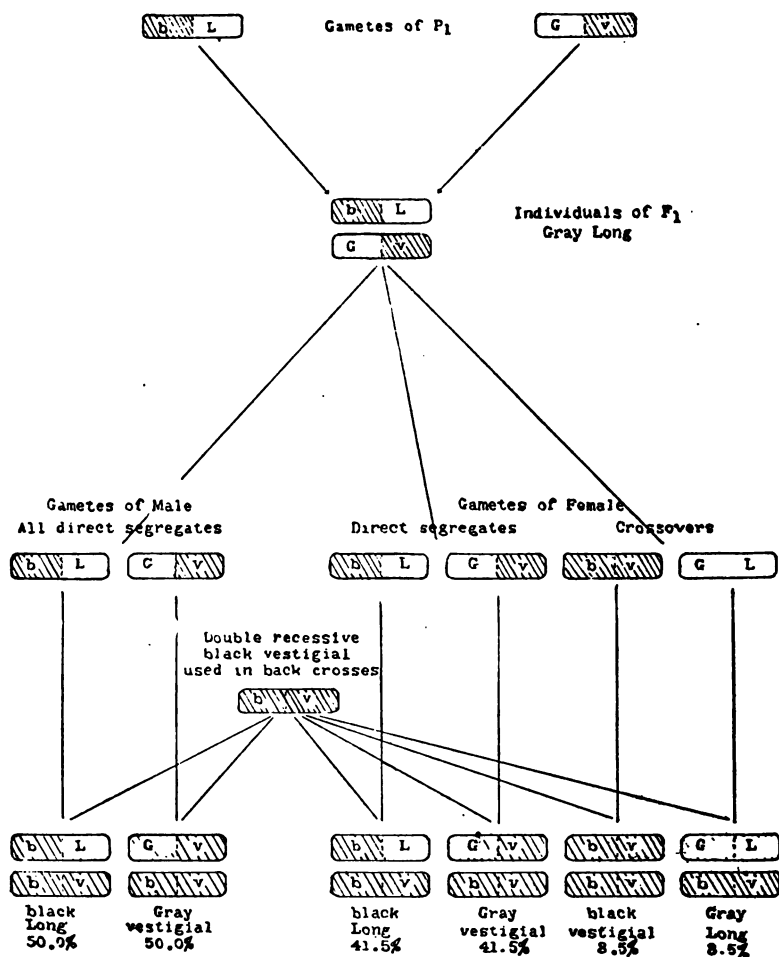 b L Gametes of P1 G v
b L
G v
Individuals of F1
Gray Long
Gametes of Male
All direct segregates
Gametes of Female
Direct segregates Crossovers
b L G v b L G v b v G L
Double recessive
black vestigial
used in back crosses
b v
b L G v b L G v b v G L
b v b v b v b v b v b v
black
Long
50.0%
Gray
vestigial
50.0%
black
Long
41.5%
Gray
vestigial
41.5%
black
vestigial
8.5%
Gray
Long
8.5%